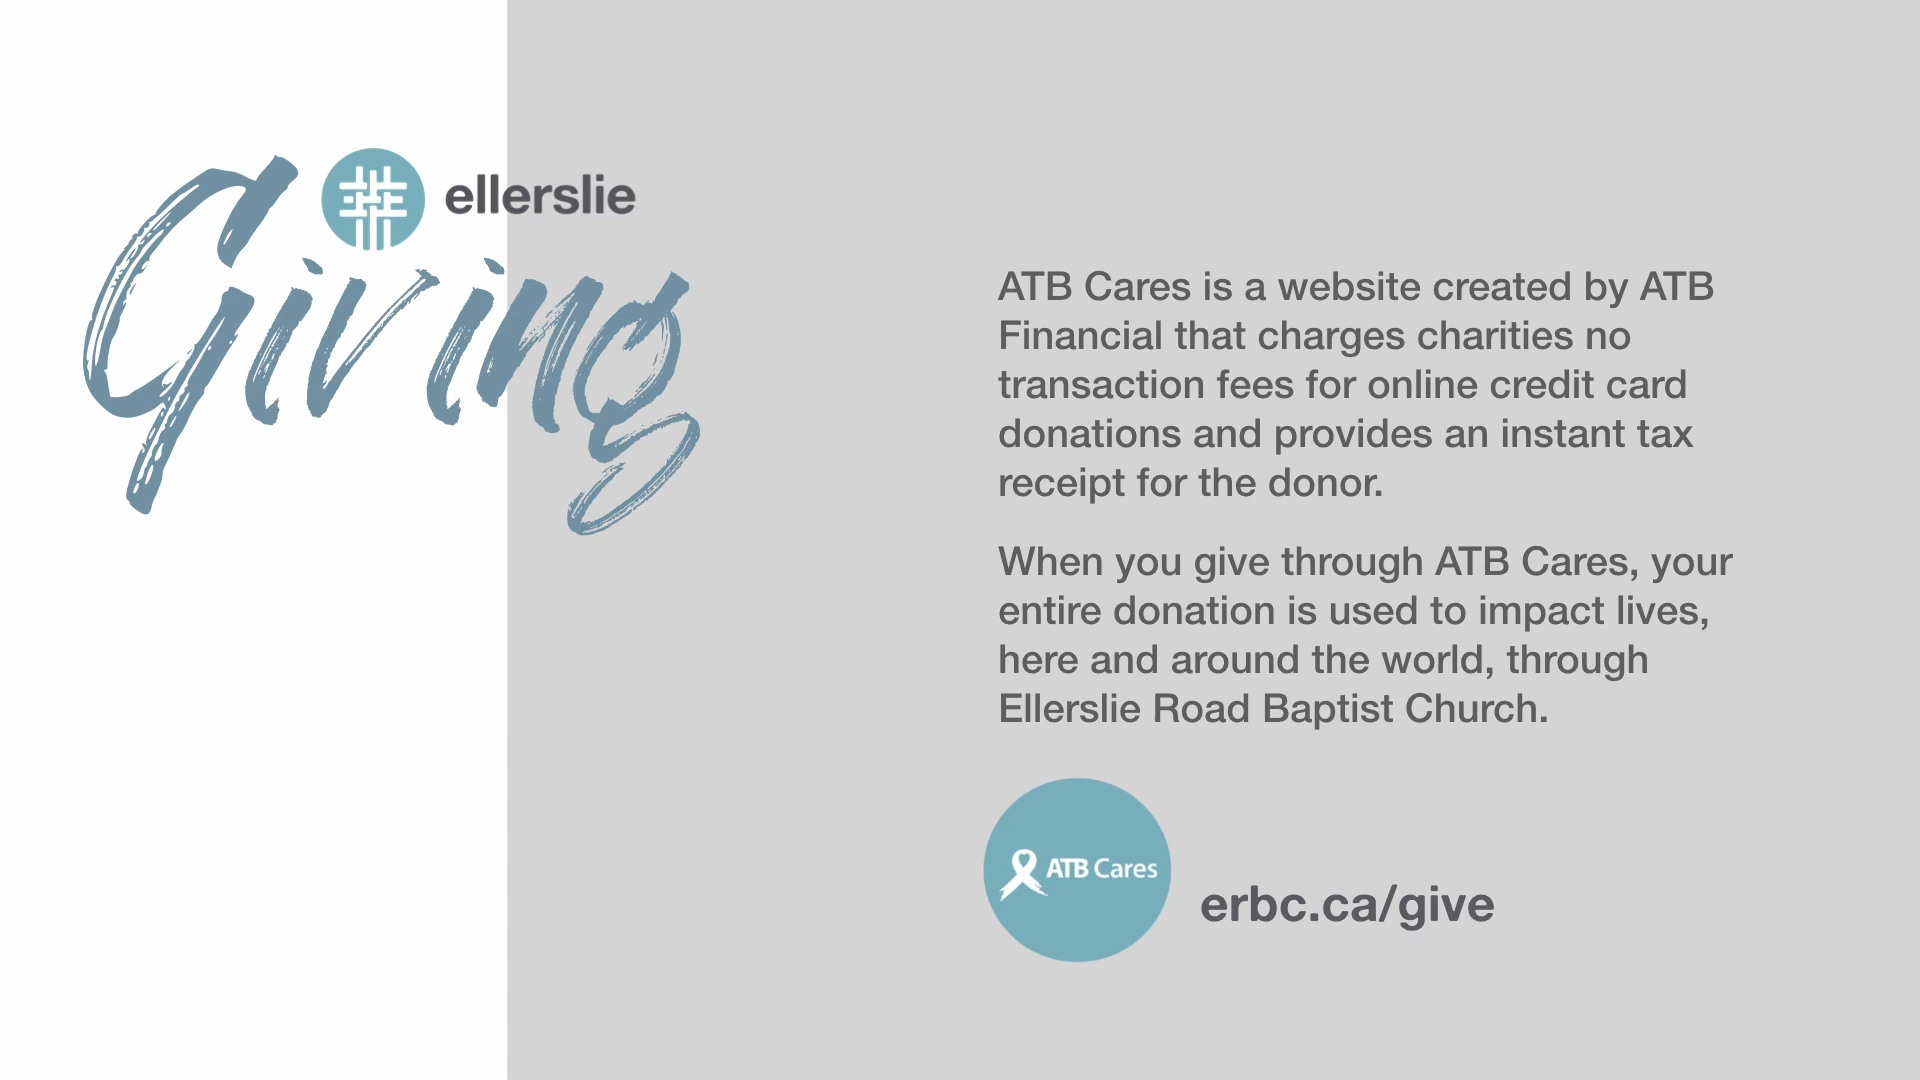 ellerslie
Giving
ATB Cares is a website created by ATB
Financial that charges charities no
transaction fees for online credit card
donations and provides an instant tax
receipt for the donor.
When you give through ATB Cares, your
entire donation is used to impact lives,
here and around the world, through
Ellerslie Road Baptist Church.
ATB Cares
erbc.ca/give